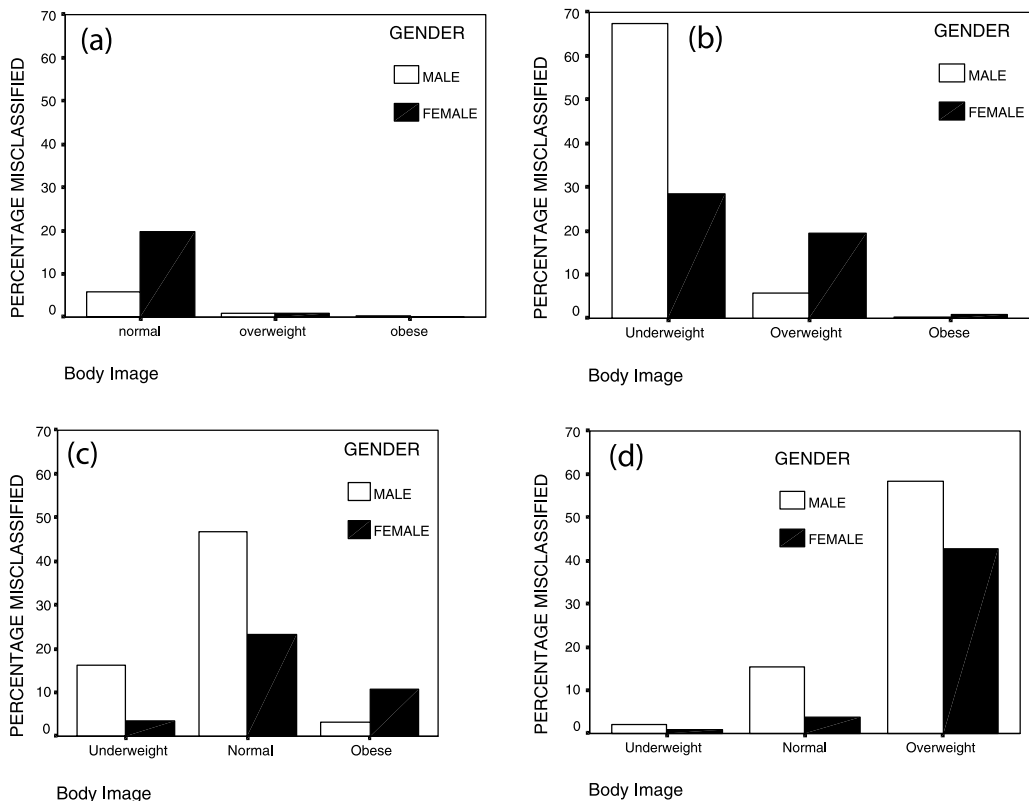 (a)
GENDER
MALE
FEMALE
PERCENTAGE MISCLASSIFIED
70
60
50
40
30
20
10
0
normal overweight obese
Body Image
(b)
GENDER
MALE
FEMALE
PERCENTAGE MISCLASSIFIED
70
60
50
40
30
20
10
0
Underweight Overweight Obese
Body Image
(c)
GENDER
MALE
FEMALE
PERCENTAGE MISCLASSIFIED
70
60
50
40
30
20
10
0
Underweight Normal Obese
Body Image
(d)
GENDER
MALE
FEMALE
PERCENTAGE MISCLASSIFIED
70
60
50
40
30
20
10
0
Underweight Normal Overweight
Body Image